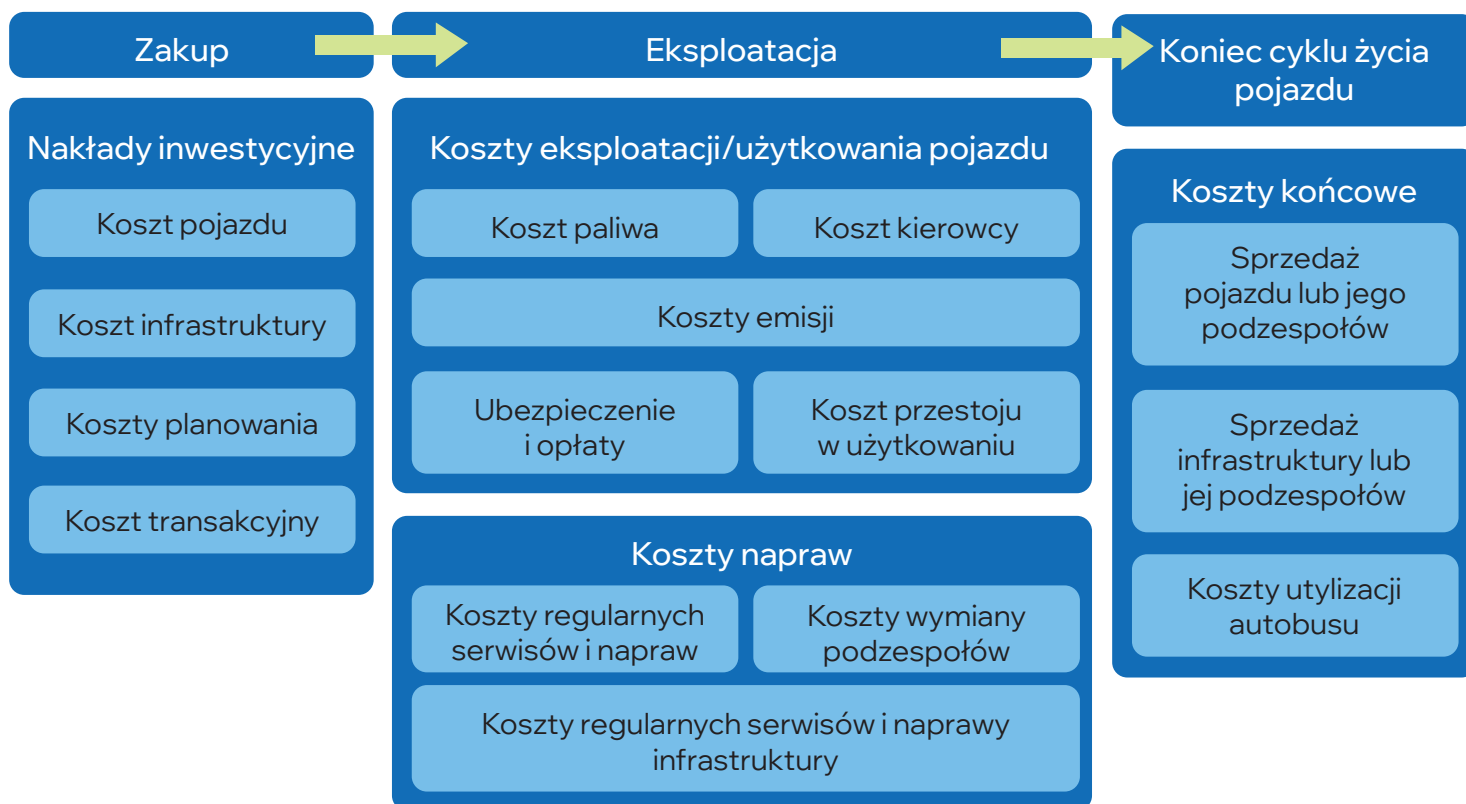 Zakup
Eksploatacja
Koniec cyklu życia
pojazdu
Nakłady inwestycyjne
Koszt pojazdu
Koszt infrastruktury
Koszty planowania
Koszt transakcyjny
Koszty eksploatacji/użytkowania pojazdu
Koszt paliwa
Koszt kierowcy
Koszty emisji
Ubezpieczenie
i opłaty
Koszt przestoju
w użytkowaniu
Koszty napraw
Koszty regularnych
serwisów i napraw
Koszty wymiany
podzespołów
Koszty regularnych serwisów i naprawy
infrastruktury
Koszty końcowe
Sprzedaż
pojazdu lub jego
podzespołów
Sprzedaż
infrastruktury lub
jej podzespołów
Koszty utylizacji
autobusu